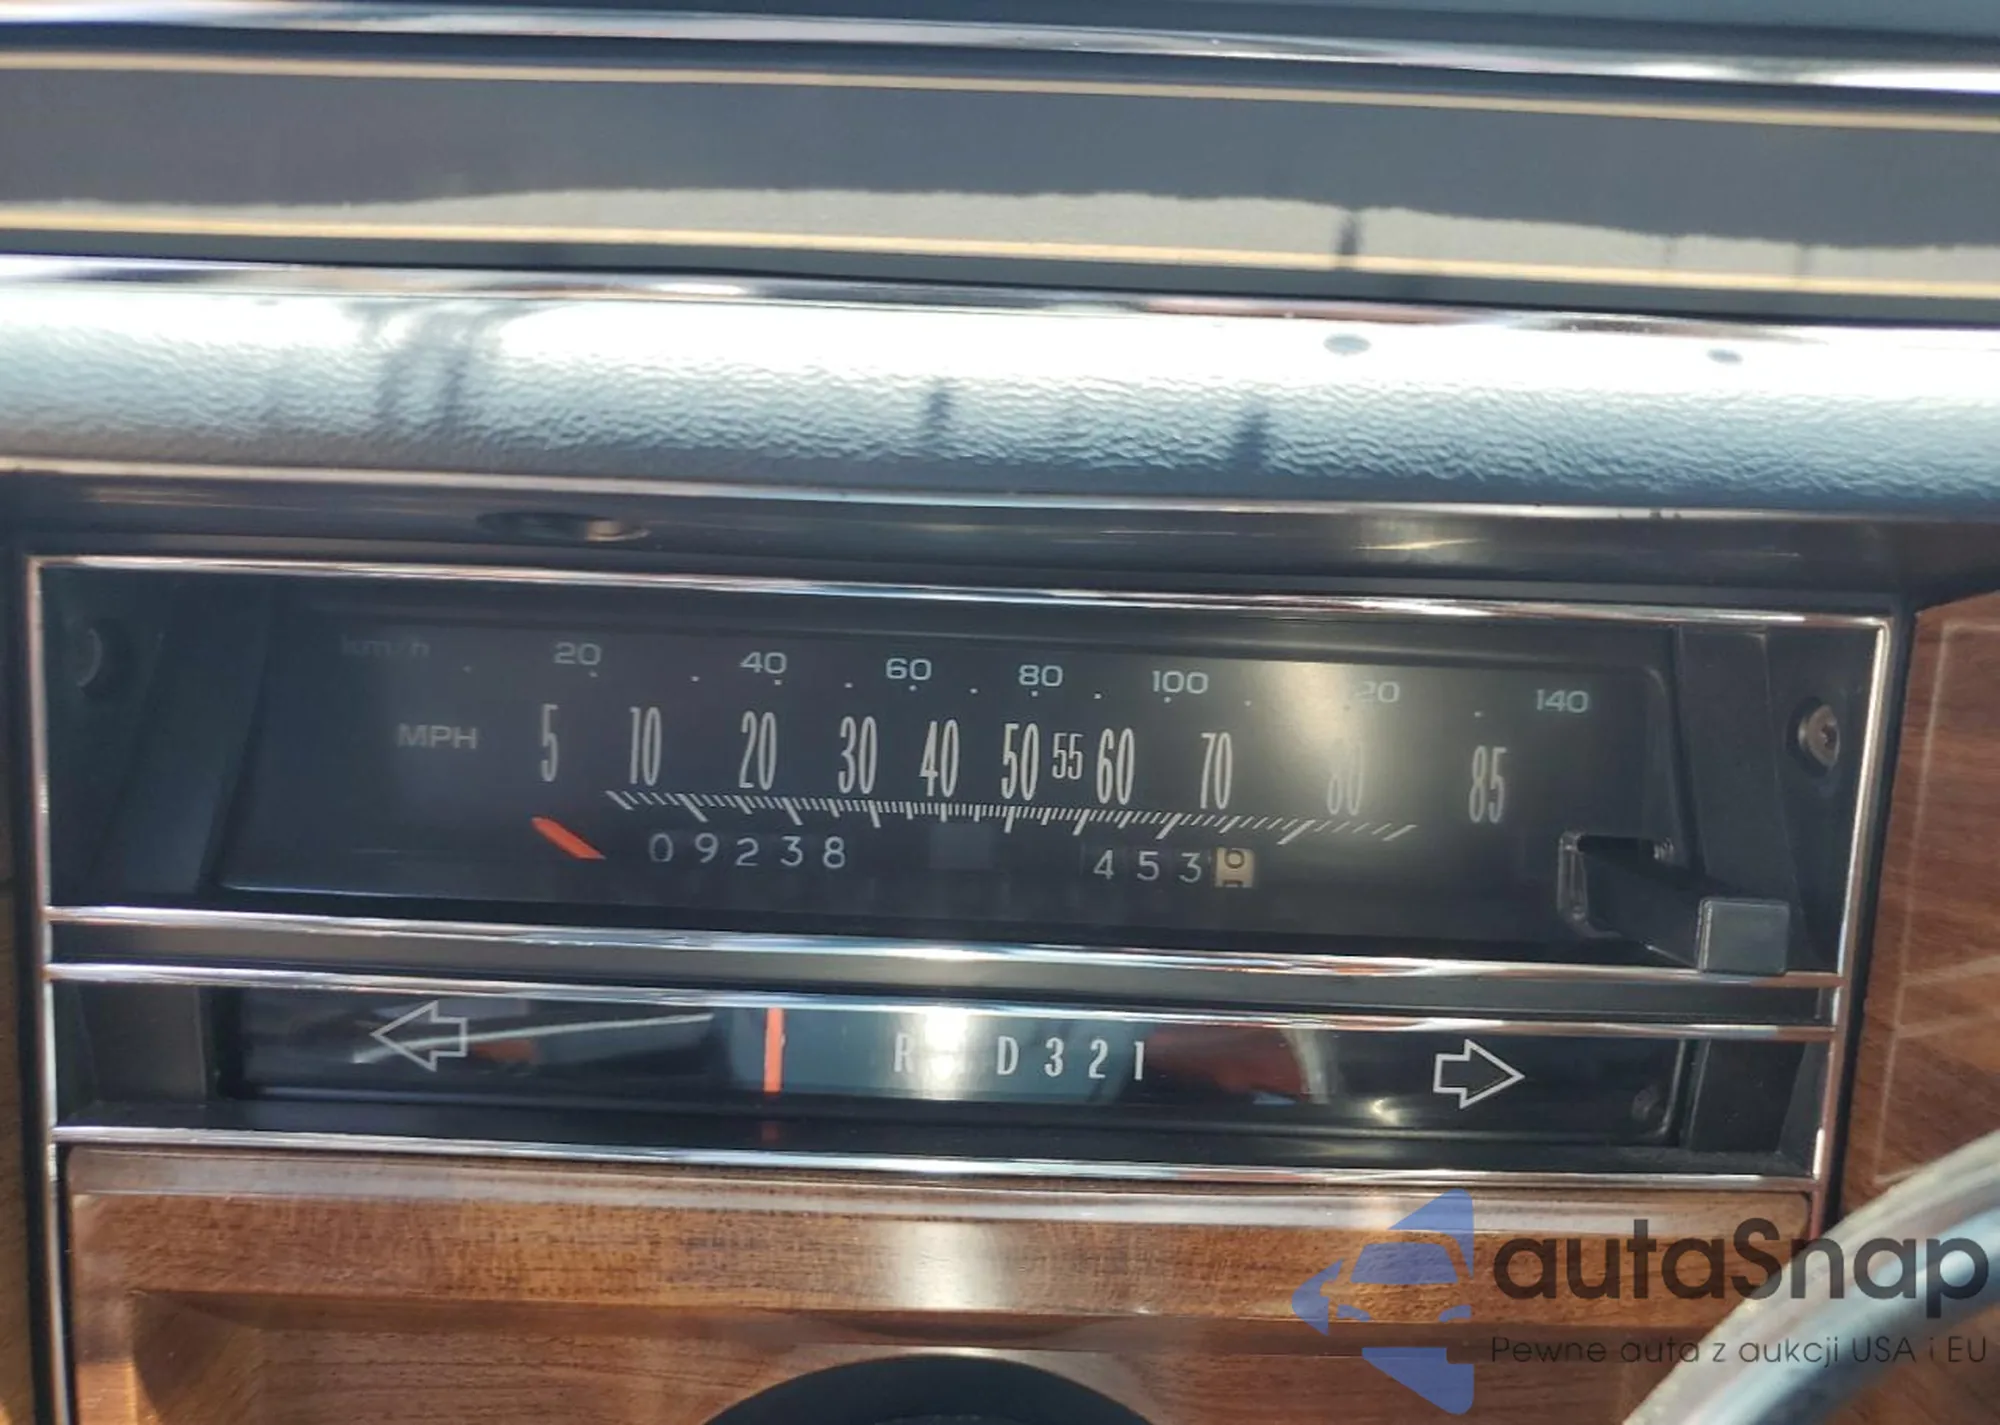 km/h 20 40 60 80 100 120 140
MPH 5 10 20 30 40 50 55 60 70 80 85
09238 453
R D 3 2 1
autaSnap
Pewne auta z aukcji USA i EU